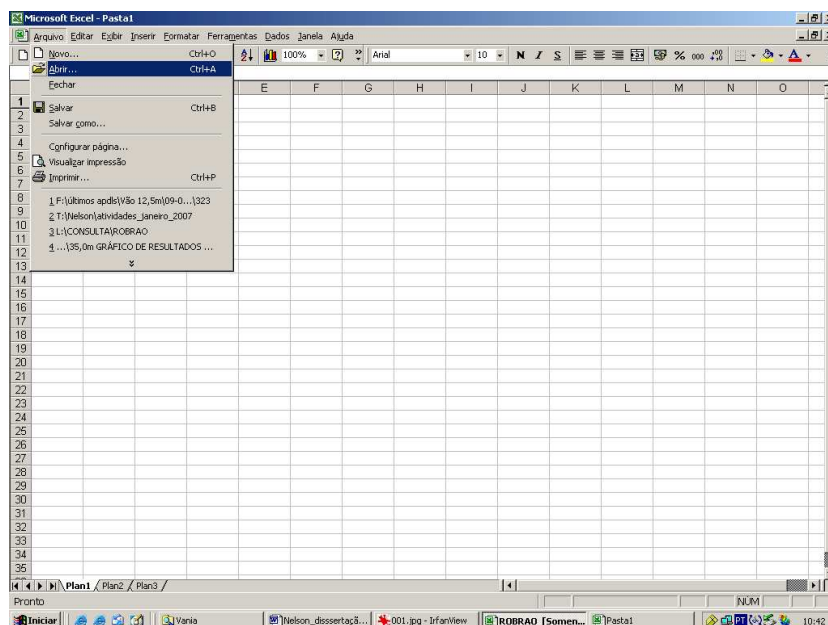 Microsoft Excel - Pasta1
Arquivo Editar Exibir Inserir Formatar Ferramentas Dados Janela Ajuda
100% Arial 10 N I S % 000
Novo... Ctrl+O
Abrir... Ctrl+A
Fechar
Salvar Ctrl+B
Salvar como...
Configurar página...
Visualizar impressão
Imprimir... Ctrl+P
1 F:\últimos apdls\Vão 12,5m\09-0...\323
2 T:\Nelson\atividades_janeiro_2007
3 L:\CONSULTA\ROBRAO
4 ...\35,0m GRÁFICO DE RESULTADOS ...
E F G H I J K L M N O
1
2
3
4
5
6
7
8
9
10
11
12
13
14
15
16
17
18
19
20
21
22
23
24
25
26
27
28
29
30
31
32
33
34
35
Plan1 Plan2 Plan3
Pronto NÚM
Iniciar Vania Nelson_disssertaçã... 001.jpg - IrfanView ROBRAO [Somen... Pasta1 PT 10:42